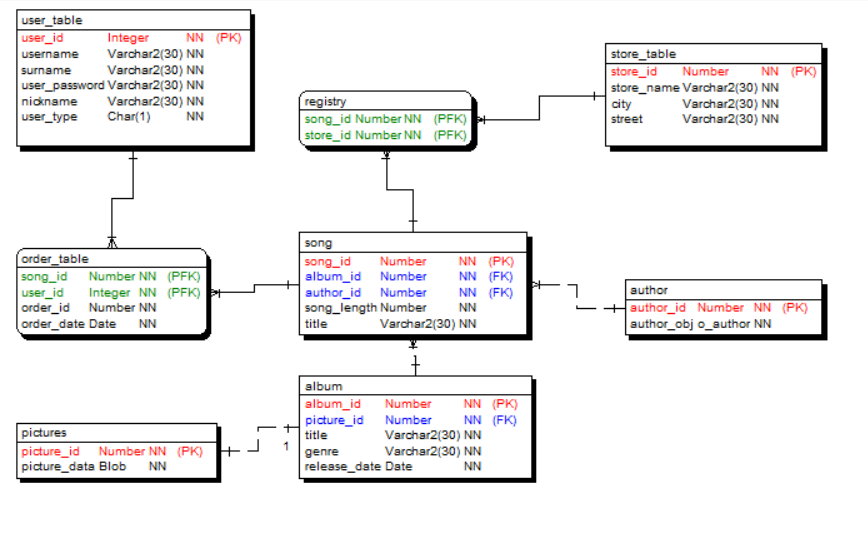 user_table
user_id Integer NN (PK)
username Varchar2(30) NN
surname Varchar2(30) NN
user_password Varchar2(30) NN
nickname Varchar2(30) NN
user_type Char(1) NN
store_table
store_id Number NN (PK)
store_name Varchar2(30) NN
city Varchar2(30) NN
street Varchar2(30) NN
registry
song_id Number NN (PFK)
store_id Number NN (PFK)
order_table
song_id Number NN (PFK)
user_id Integer NN (PFK)
order_id Number NN
order_date Date NN
song
song_id Number NN (PK)
album_id Number NN (FK)
author_id Number NN (FK)
song_length Number NN
title Varchar2(30) NN
author
author_id Number NN (PK)
author_obj o_author NN
album
album_id Number NN (PK)
picture_id Number NN (FK)
title Varchar2(30) NN
genre Varchar2(30) NN
release_date Date NN
pictures
picture_id Number NN (PK)
picture_data Blob NN
1